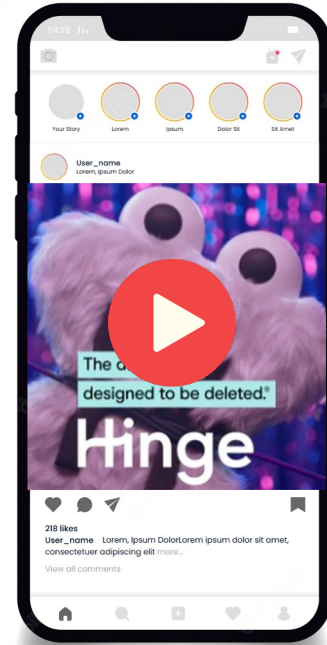 04:28
Your Story
Lorem
Ipsum
Dolor Sit
Sit Amet
User_name
Lorem, Ipsum Dolor
The
designed to be deleted.®
Hinge
218 likes
User_name Lorem, Ipsum DolorLorem ipsum dolor sit amet,
consectetuer adipiscing elit more...
View all comments